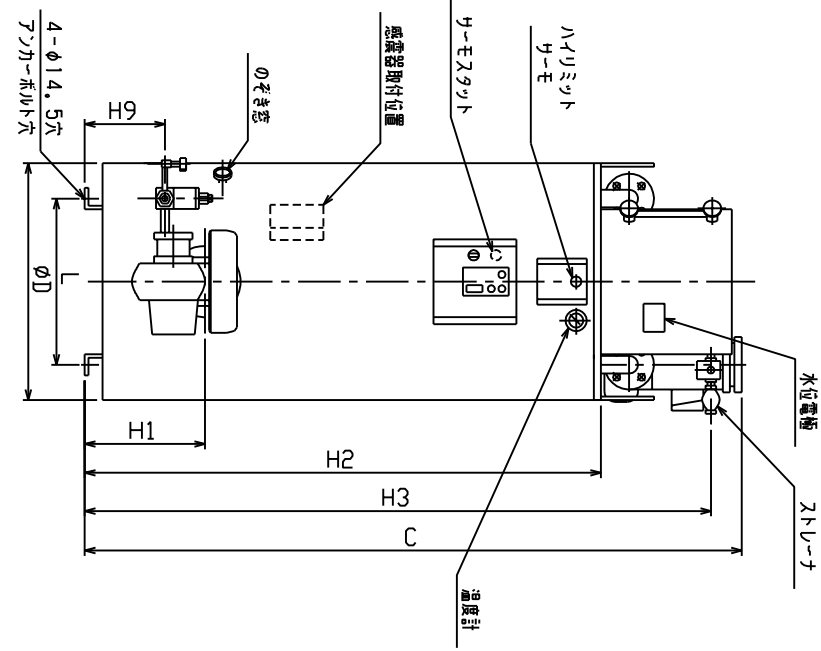 4-φ14.5穴
アンカーボルト穴
のぞき窓
感震器取付位置
サーモスタット
ハイリミット
サーモ
水位電極
ストレーナ
温度計
H9
φD
L
H1
H2
H3
C